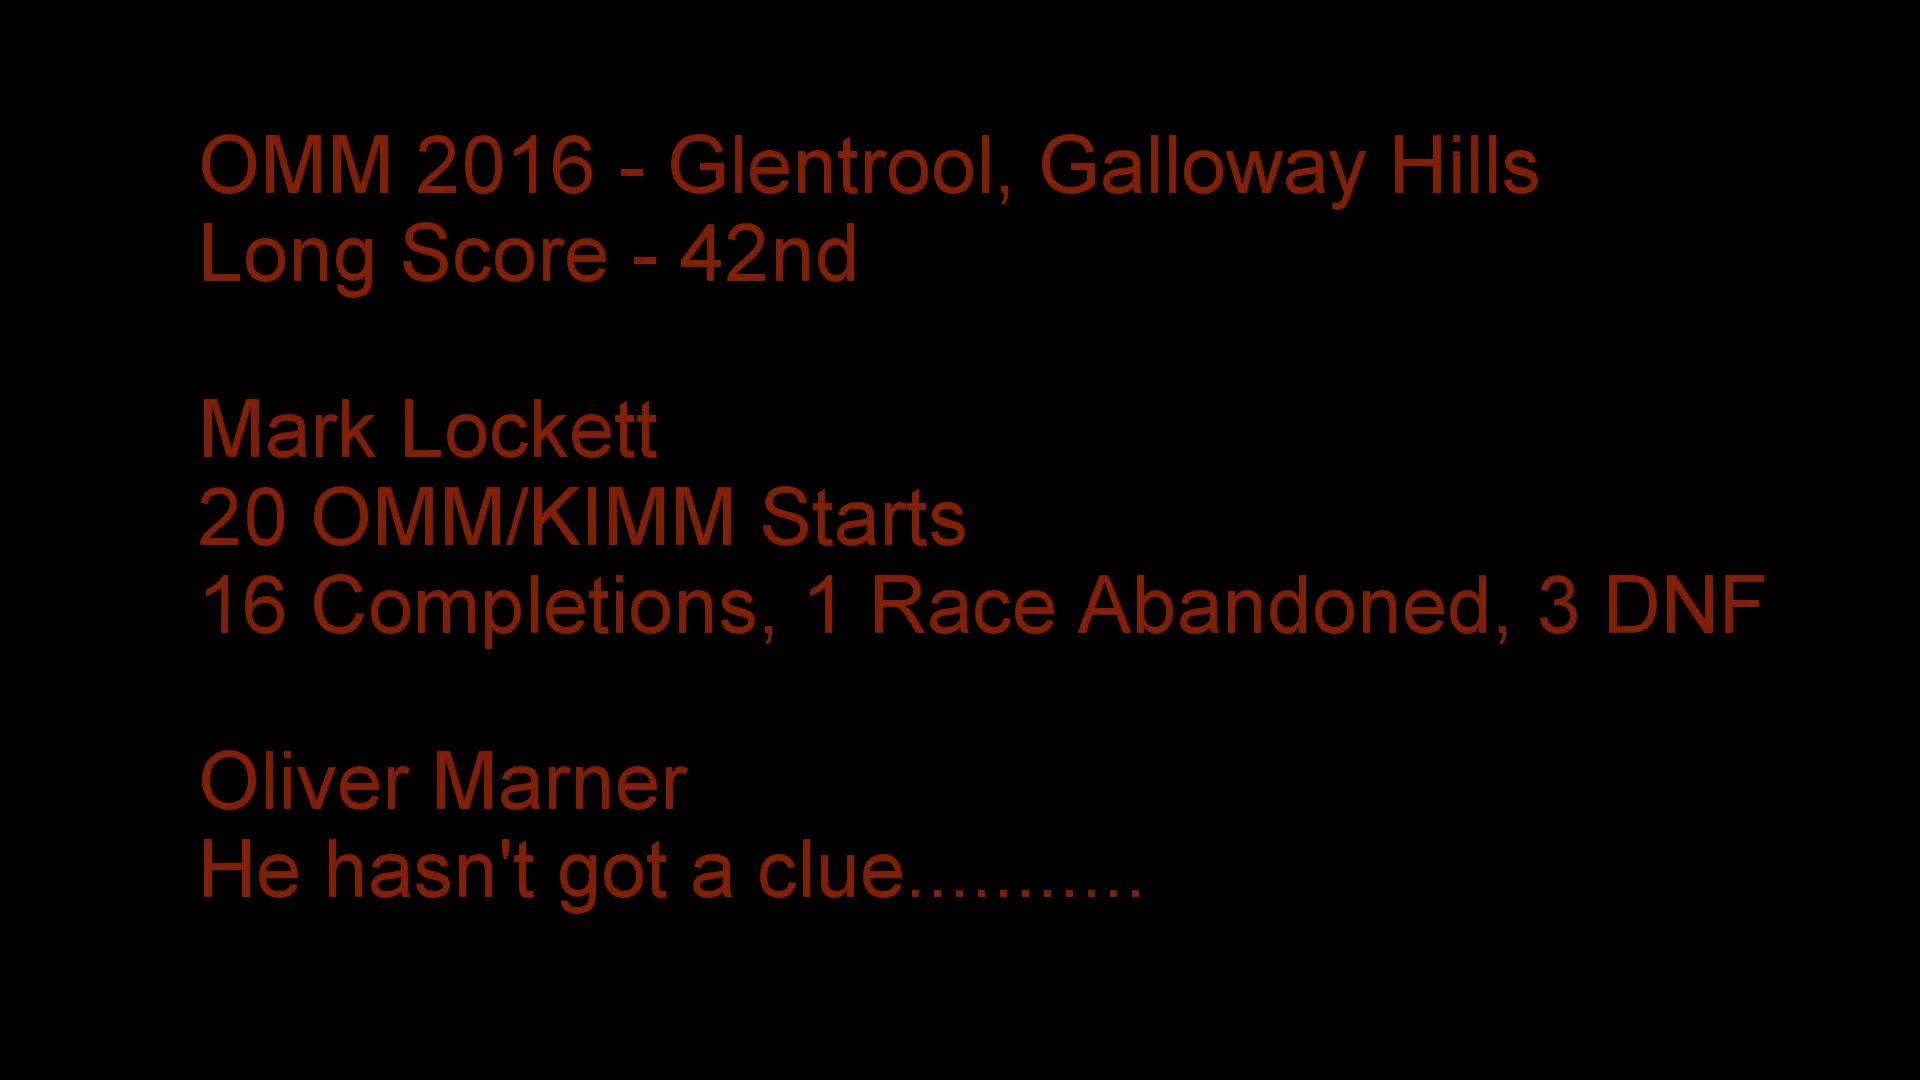 OMM 2016 - Glentrool, Galloway Hills
Long Score - 42nd
Mark Lockett
20 OMM/KIMM Starts
16 Completions, 1 Race Abandoned, 3 DNF
Oliver Marner
He hasn't got a clue...........